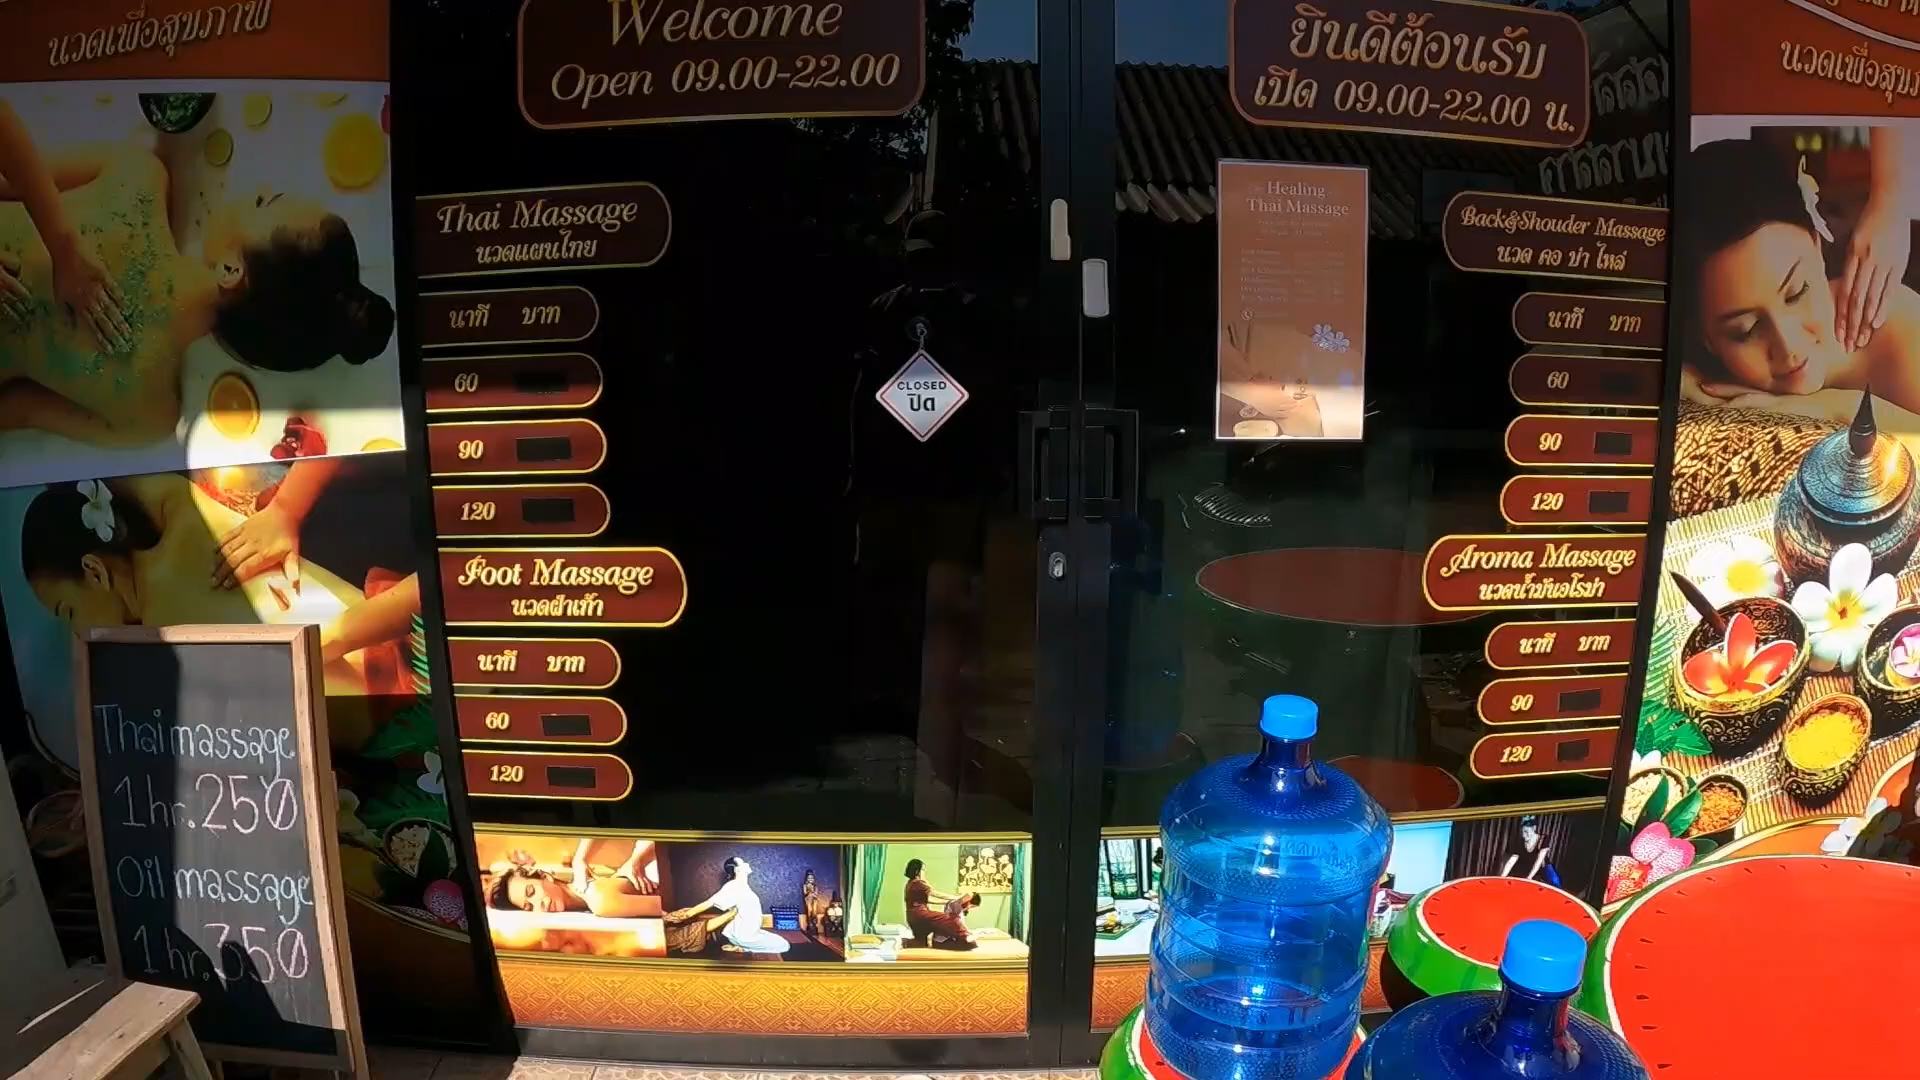 นวดเพื่อสุขภาพ
Welcome
Open 09.00-22.00
ยินดีต้อนรับ
เปิด 09.00-22.00 น.
นวดเพื่อสุข
Thai Massage
นวดแผนไทย
นาที บาท
60
90
120
Foot Massage
นวดฝ่าเท้า
นาที บาท
60
120
CLOSED
ปิด
Healing
Thai Massage
Back&Shouder Massage
นวด คอ บ่า ไหล่
นาที บาท
60
90
120
Aroma Massage
นวดน้ำมันอโรม่า
นาที บาท
90
120
Thai massage
1hr.250
Oil massage
1hr.350